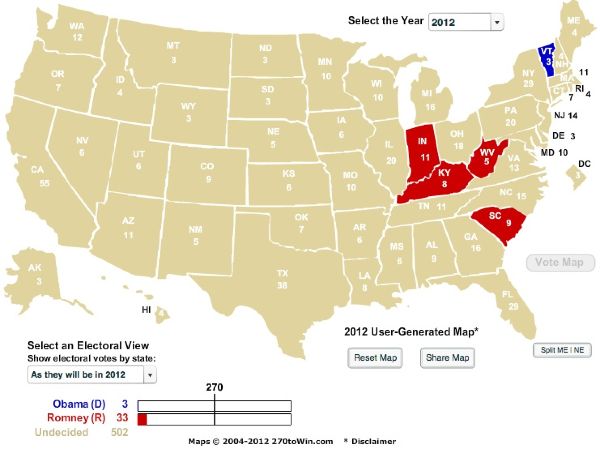 Select the Year 2012
WA
12
OR
7
CA
55
NV
6
ID
4
MT
3
WY
3
UT
6
AZ
11
CO
9
NM
5
ND
3
SD
3
NE
5
KS
6
OK
7
TX
38
MN
10
IA
6
MO
10
AR
6
LA
8
WI
10
IL
20
MI
16
IN
11
OH
18
KY
8
TN 11
MS
6
AL
9
GA
16
FL
29
SC 9
NC 15
VA
13
WV
5
PA
20
NY
29
VT
3
NH
4
ME
4
MA
11
RI 4
CT
7
NJ 14
DE 3
MD 10
DC
3
AK
3
HI 4
Vote Map
2012 User-Generated Map*
Reset Map
Share Map
Split ME | NE
Select an Electoral View
Show electoral votes by state:
As they will be in 2012
270
Obama (D) 3
Romney (R) 33
Undecided 502
Maps © 2004-2012 270toWin.com * Disclaimer